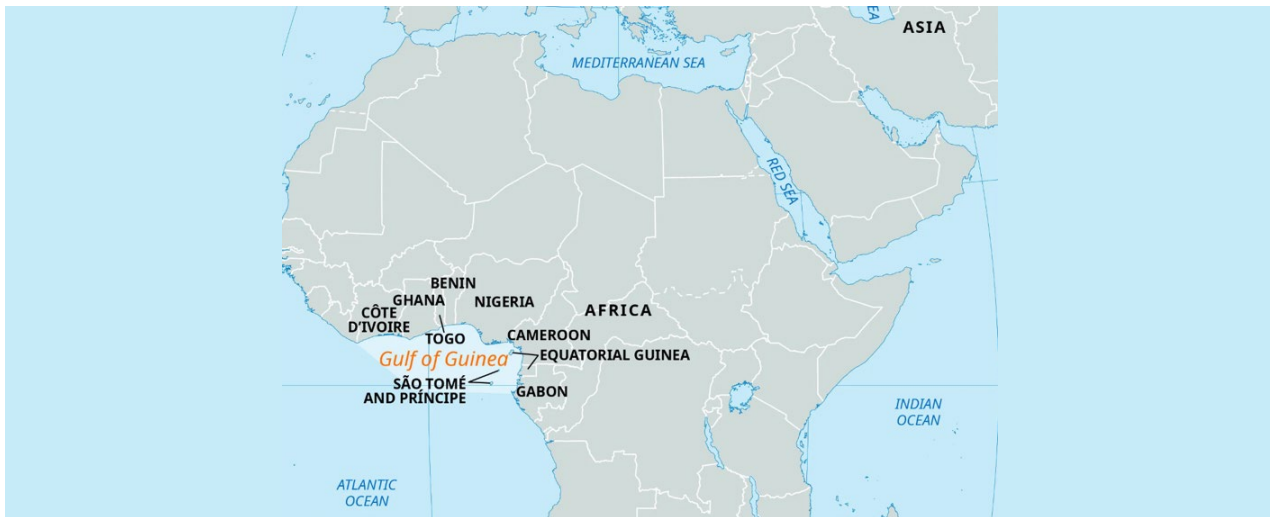 ASIA
MEDITERRANEAN SEA
RED SEA
BENIN
GHANA
NIGERIA
CÔTE
D'IVOIRE
AFRICA
TOGO
CAMEROON
Gulf of Guinea
EQUATORIAL GUINEA
SÃO TOMÉ
AND PRÍNCIPE
GABON
INDIAN
OCEAN
ATLANTIC
OCEAN